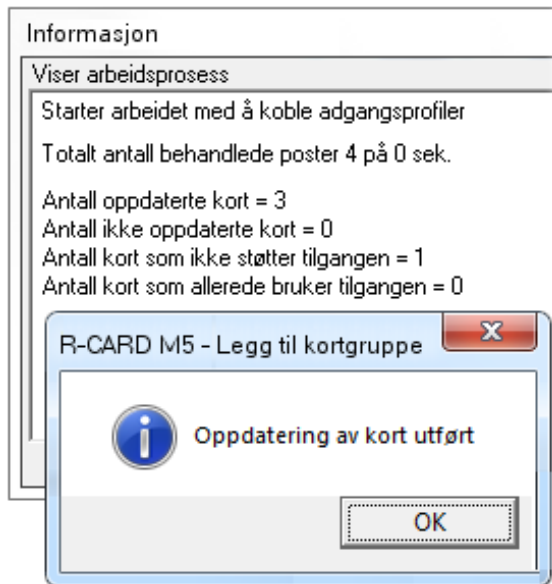 Informasjon
Viser arbeidsprosess
Starter arbeidet med å koble adgangsprofiler
Totalt antall behandlede poster 4 på 0 sek.
Antall oppdaterte kort = 3
Antall ikke oppdaterte kort = 0
Antall kort som ikke støtter tilgangen = 1
Antall kort som allerede bruker tilgangen = 0
R-CARD M5 - Legg til kortgruppe
Oppdatering av kort utført
OK